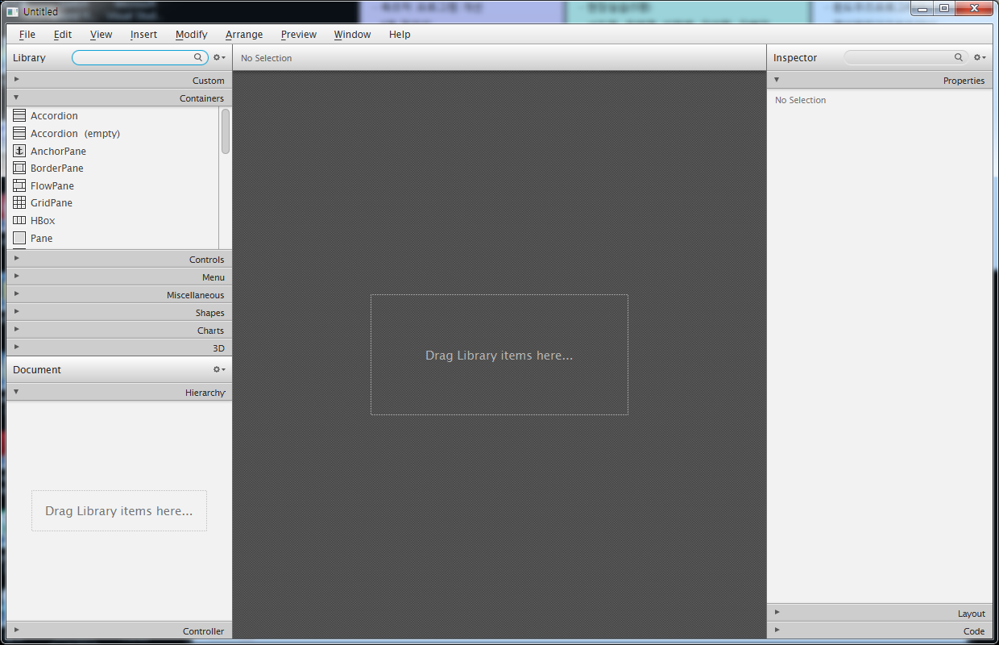 Untitled
File Edit View Insert Modify Arrange Preview Window Help
Library
No Selection
Inspector
Custom
Containers
Accordion
Accordion (empty)
AnchorPane
BorderPane
FlowPane
GridPane
HBox
Pane
Controls
Menu
Miscellaneous
Shapes
Charts
3D
Document
Hierarchy
Drag Library items here...
Controller
Drag Library items here...
Properties
No Selection
Layout
Code